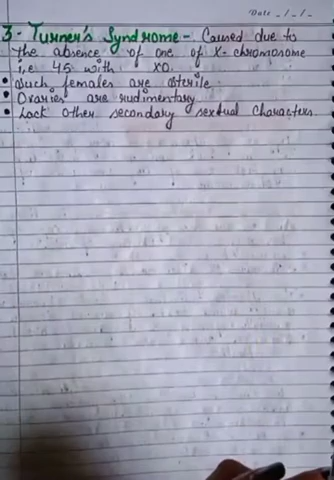 Date _/_/_
3- Turner's Syndrome - Caused due to
the absence of one of X-chromosome
i,e 45 with XO.
• Such females are sterile.
• Ovaries are rudimentary
• Lack other secondary sextual characters.